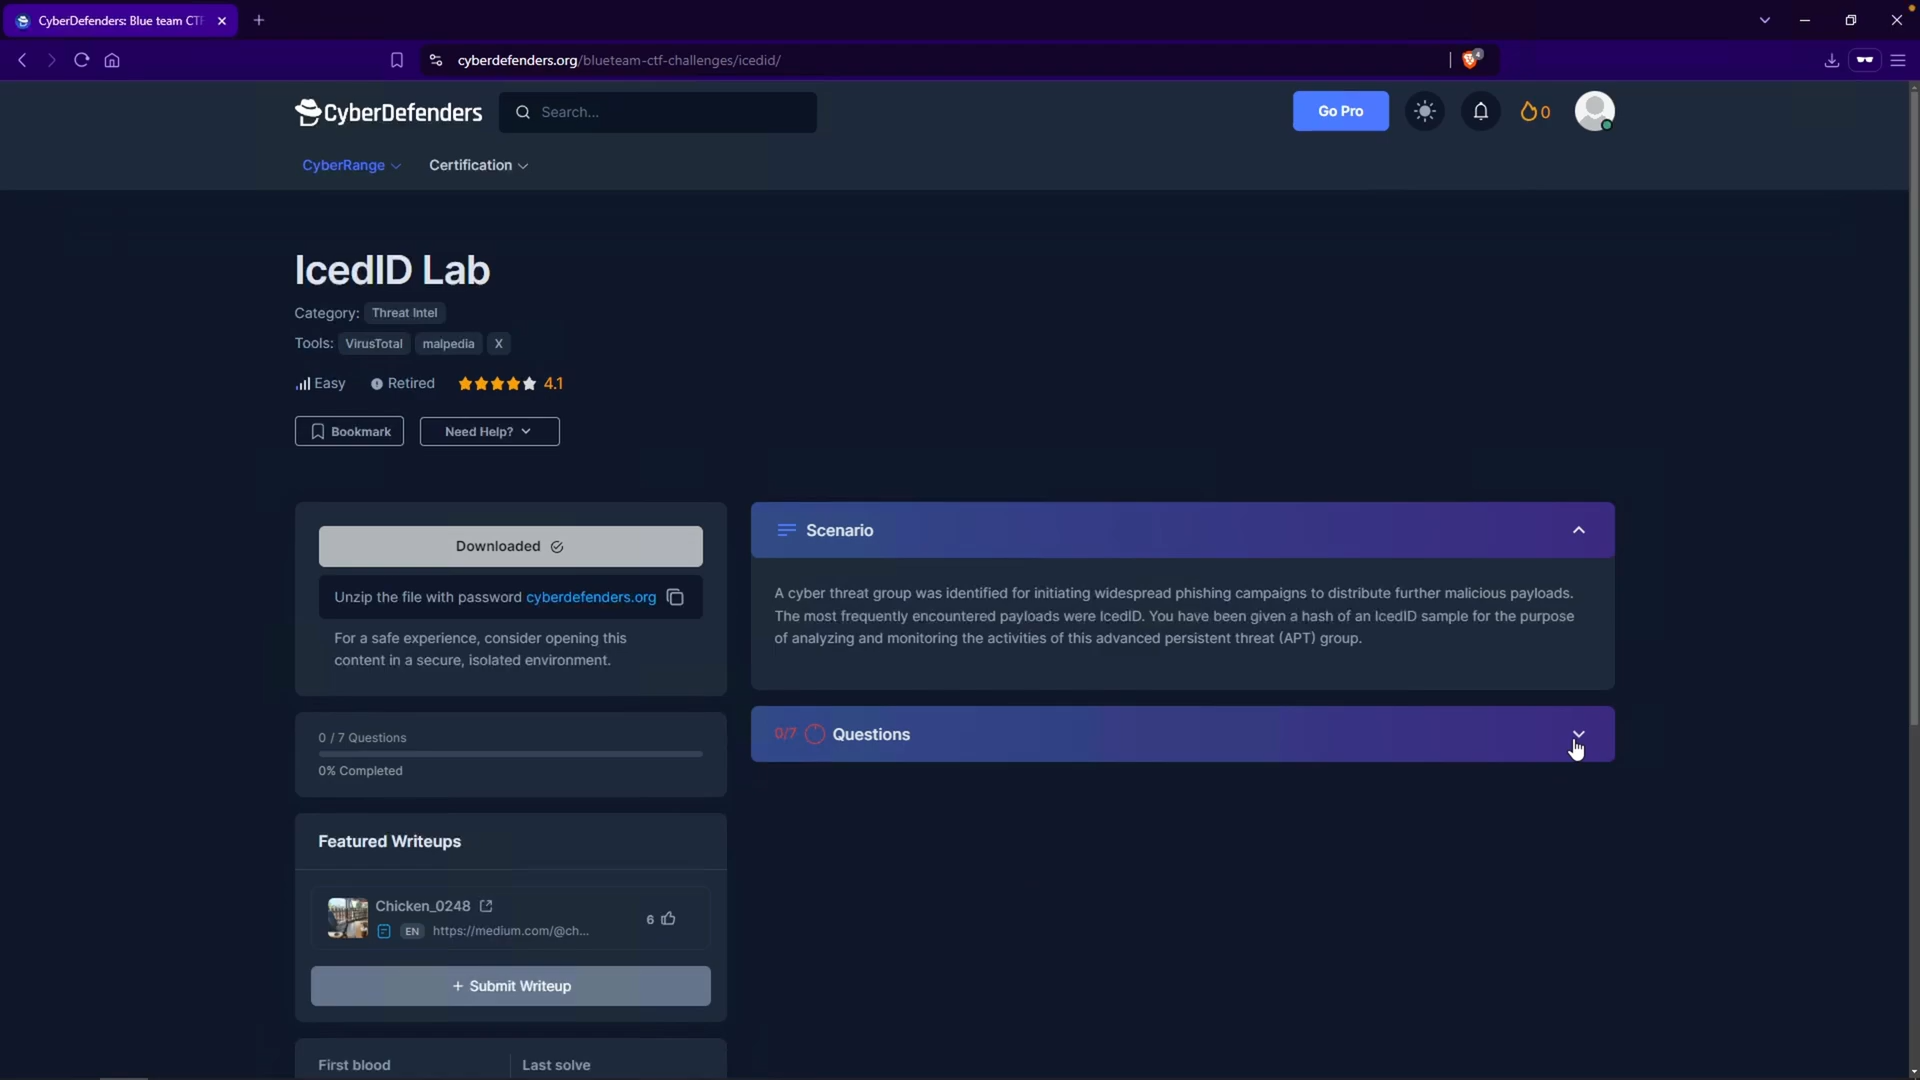 CyberDefenders: Blue team CTF
cyberdefenders.org/blueteam-ctf-challenges/icedid/
4
CyberDefenders
Search...
Go Pro
0
CyberRange
Certification
IcedID Lab
Category: Threat Intel
Tools: VirusTotal malpedia X
Easy Retired 4.1
Bookmark
Need Help?
Downloaded
Unzip the file with password cyberdefenders.org
For a safe experience, consider opening this
content in a secure, isolated environment.
0 / 7 Questions
0% Completed
Featured Writeups
Chicken_0248
EN https://medium.com/@ch...
6
+ Submit Writeup
First blood
Last solve
Scenario
A cyber threat group was identified for initiating widespread phishing campaigns to distribute further malicious payloads.
The most frequently encountered payloads were IcedID. You have been given a hash of an IcedID sample for the purpose
of analyzing and monitoring the activities of this advanced persistent threat (APT) group.
0/7 Questions